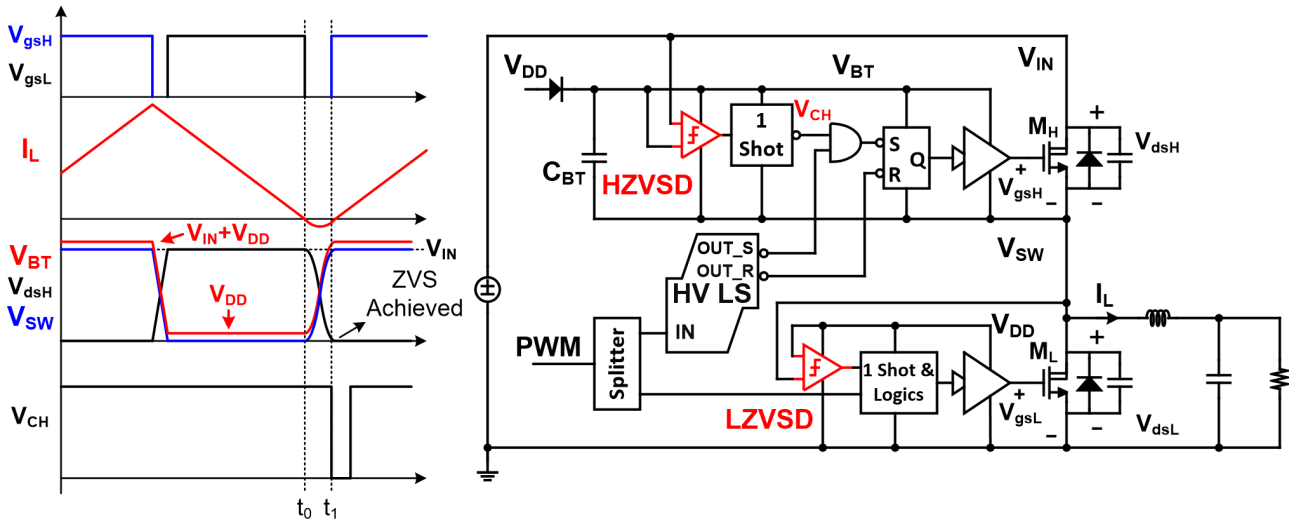 VgsH
VgsL
IL
VIN+VDD
VBT
VIN
VdsH
VDD
ZVS
Achieved
VSW
VCH
t0
t1
VDD
VBT
VIN
VCH
1
Shot
MH
VdsH
CBT
HZVSD
S
Q
R
VgsH
+
−
+
−
VSW
OUT_S
OUT_R
HV LS
IN
IL
PWM
Splitter
VDD
ML
+
−
1 Shot &
Logics
LZVSD
VgsL
+
−
VdsL